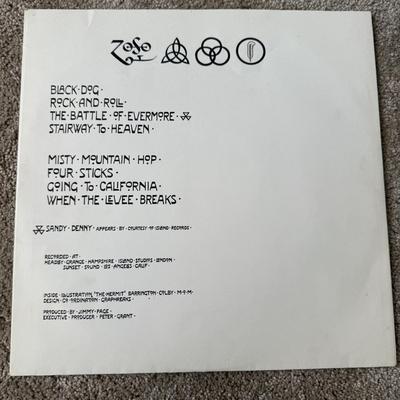 ZOSO
BLACK·DOG·
ROCK·AND·ROLL·
THE·BATTLE·OF·EVERMORE·
STAIRWAY·TO·HEAVEN·
MISTY·MOUNTAIN·HOP·
FOUR·STICKS·
GOING·TO·CALIFORNIA·
WHEN·THE·LEVEE·BREAKS·
SANDY·DENNY·APPEARS·BY·COURTESY·OF·ISLAND·RECORDS·
RECORDED·AT·
HEADLEY·GRANGE·HAMPSHIRE·ISLAND·STUDIOS·LONDON·
SUNSET·SOUND·LOS·ANGELES·CALIF·
INSIDE·ILLUSTRATION·"THE·HERMIT"·BARRINGTON·COLBY·M·O·M·
DESIGN·CO·ORDINATION·GRAPHREAKS·
PRODUCED·BY·JIMMY·PAGE·
EXECUTIVE·PRODUCER·PETER·GRANT·